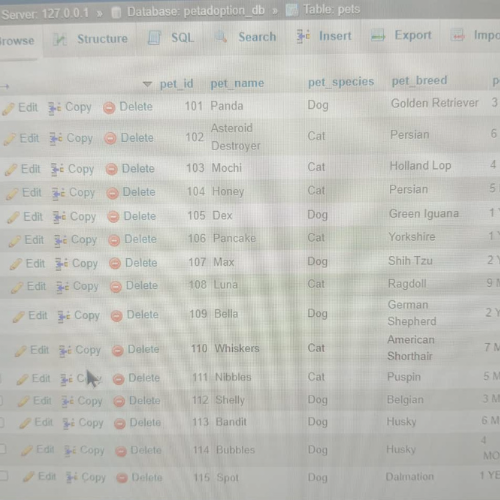 Server: 127.0.0.1 » Database: petadoption_db » Table: pets
Browse Structure SQL Search Insert Export Impo
pet_id pet_name pet_species pet_breed p
Edit Copy Delete 101 Panda Dog Golden Retriever 3
Edit Copy Delete 102 Asteroid Destroyer Cat Persian 6
Edit Copy Delete 103 Mochi Cat Holland Lop 4
Edit Copy Delete 104 Honey Cat Persian 5
Edit Copy Delete 105 Dex Dog Green Iguana 1 Y
Edit Copy Delete 106 Pancake Cat Yorkshire 1 Y
Edit Copy Delete 107 Max Dog Shih Tzu 2 Y
Edit Copy Delete 108 Luna Cat Ragdoll 9 M
Edit Copy Delete 109 Bella Dog German Shepherd 2 Y
Edit Copy Delete 110 Whiskers Cat American Shorthair 7 M
Edit Copy Delete 111 Nibbles Cat Puspin 5 M
Edit Copy Delete 112 Shelly Dog Belgian 3 M
Edit Copy Delete 113 Bandit Dog Husky 6 M
Edit Copy Delete 114 Bubbles Dog Husky 4 MO
Edit Copy Delete 115 Spot Dog Dalmation 1 YE